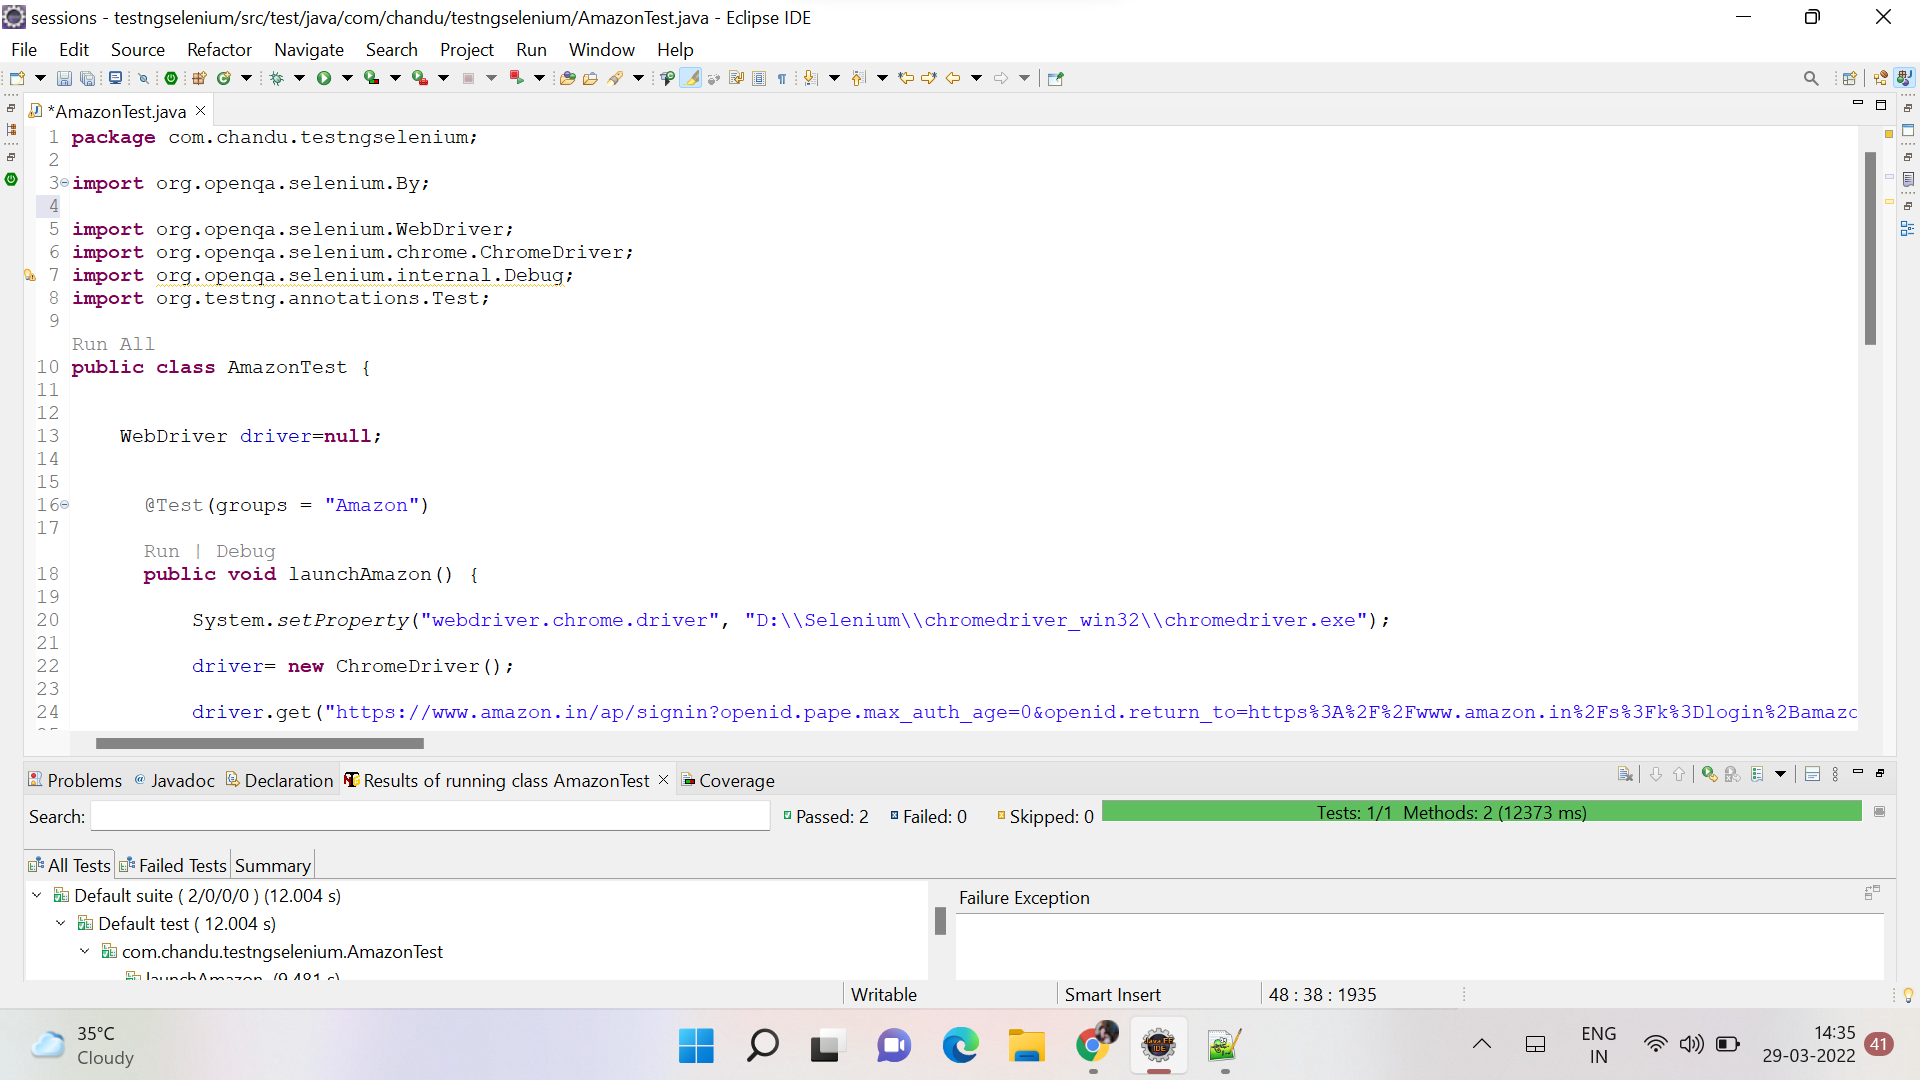 sessions - testngselenium/src/test/java/com/chandu/testngselenium/AmazonTest.java - Eclipse IDE
File Edit Source Refactor Navigate Search Project Run Window Help
*AmazonTest.java
1 package com.chandu.testngselenium;
2
3 import org.openqa.selenium.By;
4
5 import org.openqa.selenium.WebDriver;
6 import org.openqa.selenium.chrome.ChromeDriver;
7 import org.openqa.selenium.internal.Debug;
8 import org.testng.annotations.Test;
9
Run All
10 public class AmazonTest {
11
12
13 WebDriver driver=null;
14
15
16 @Test(groups = "Amazon")
17
Run | Debug
18 public void launchAmazon() {
19
20 System.setProperty("webdriver.chrome.driver", "D:\\Selenium\\chromedriver_win32\\chromedriver.exe");
21
22 driver= new ChromeDriver();
23
24 driver.get("https://www.amazon.in/ap/signin?openid.pape.max_auth_age=0&openid.return_to=https%3A%2F%2Fwww.amazon.in%2Fs%3Fk%3Dlogin%2Bamazo
Problems @ Javadoc Declaration Results of running class AmazonTest Coverage
Search: Passed: 2 Failed: 0 Skipped: 0 Tests: 1/1 Methods: 2 (12373 ms)
All Tests Failed Tests Summary
Default suite ( 2/0/0/0 ) (12.004 s)
Failure Exception
Default test ( 12.004 s)
com.chandu.testngselenium.AmazonTest
launchAmazon (9.481 s)
Writable Smart Insert 48 : 38 : 1935
35°C
Cloudy
ENG
IN
14:35
29-03-2022
41